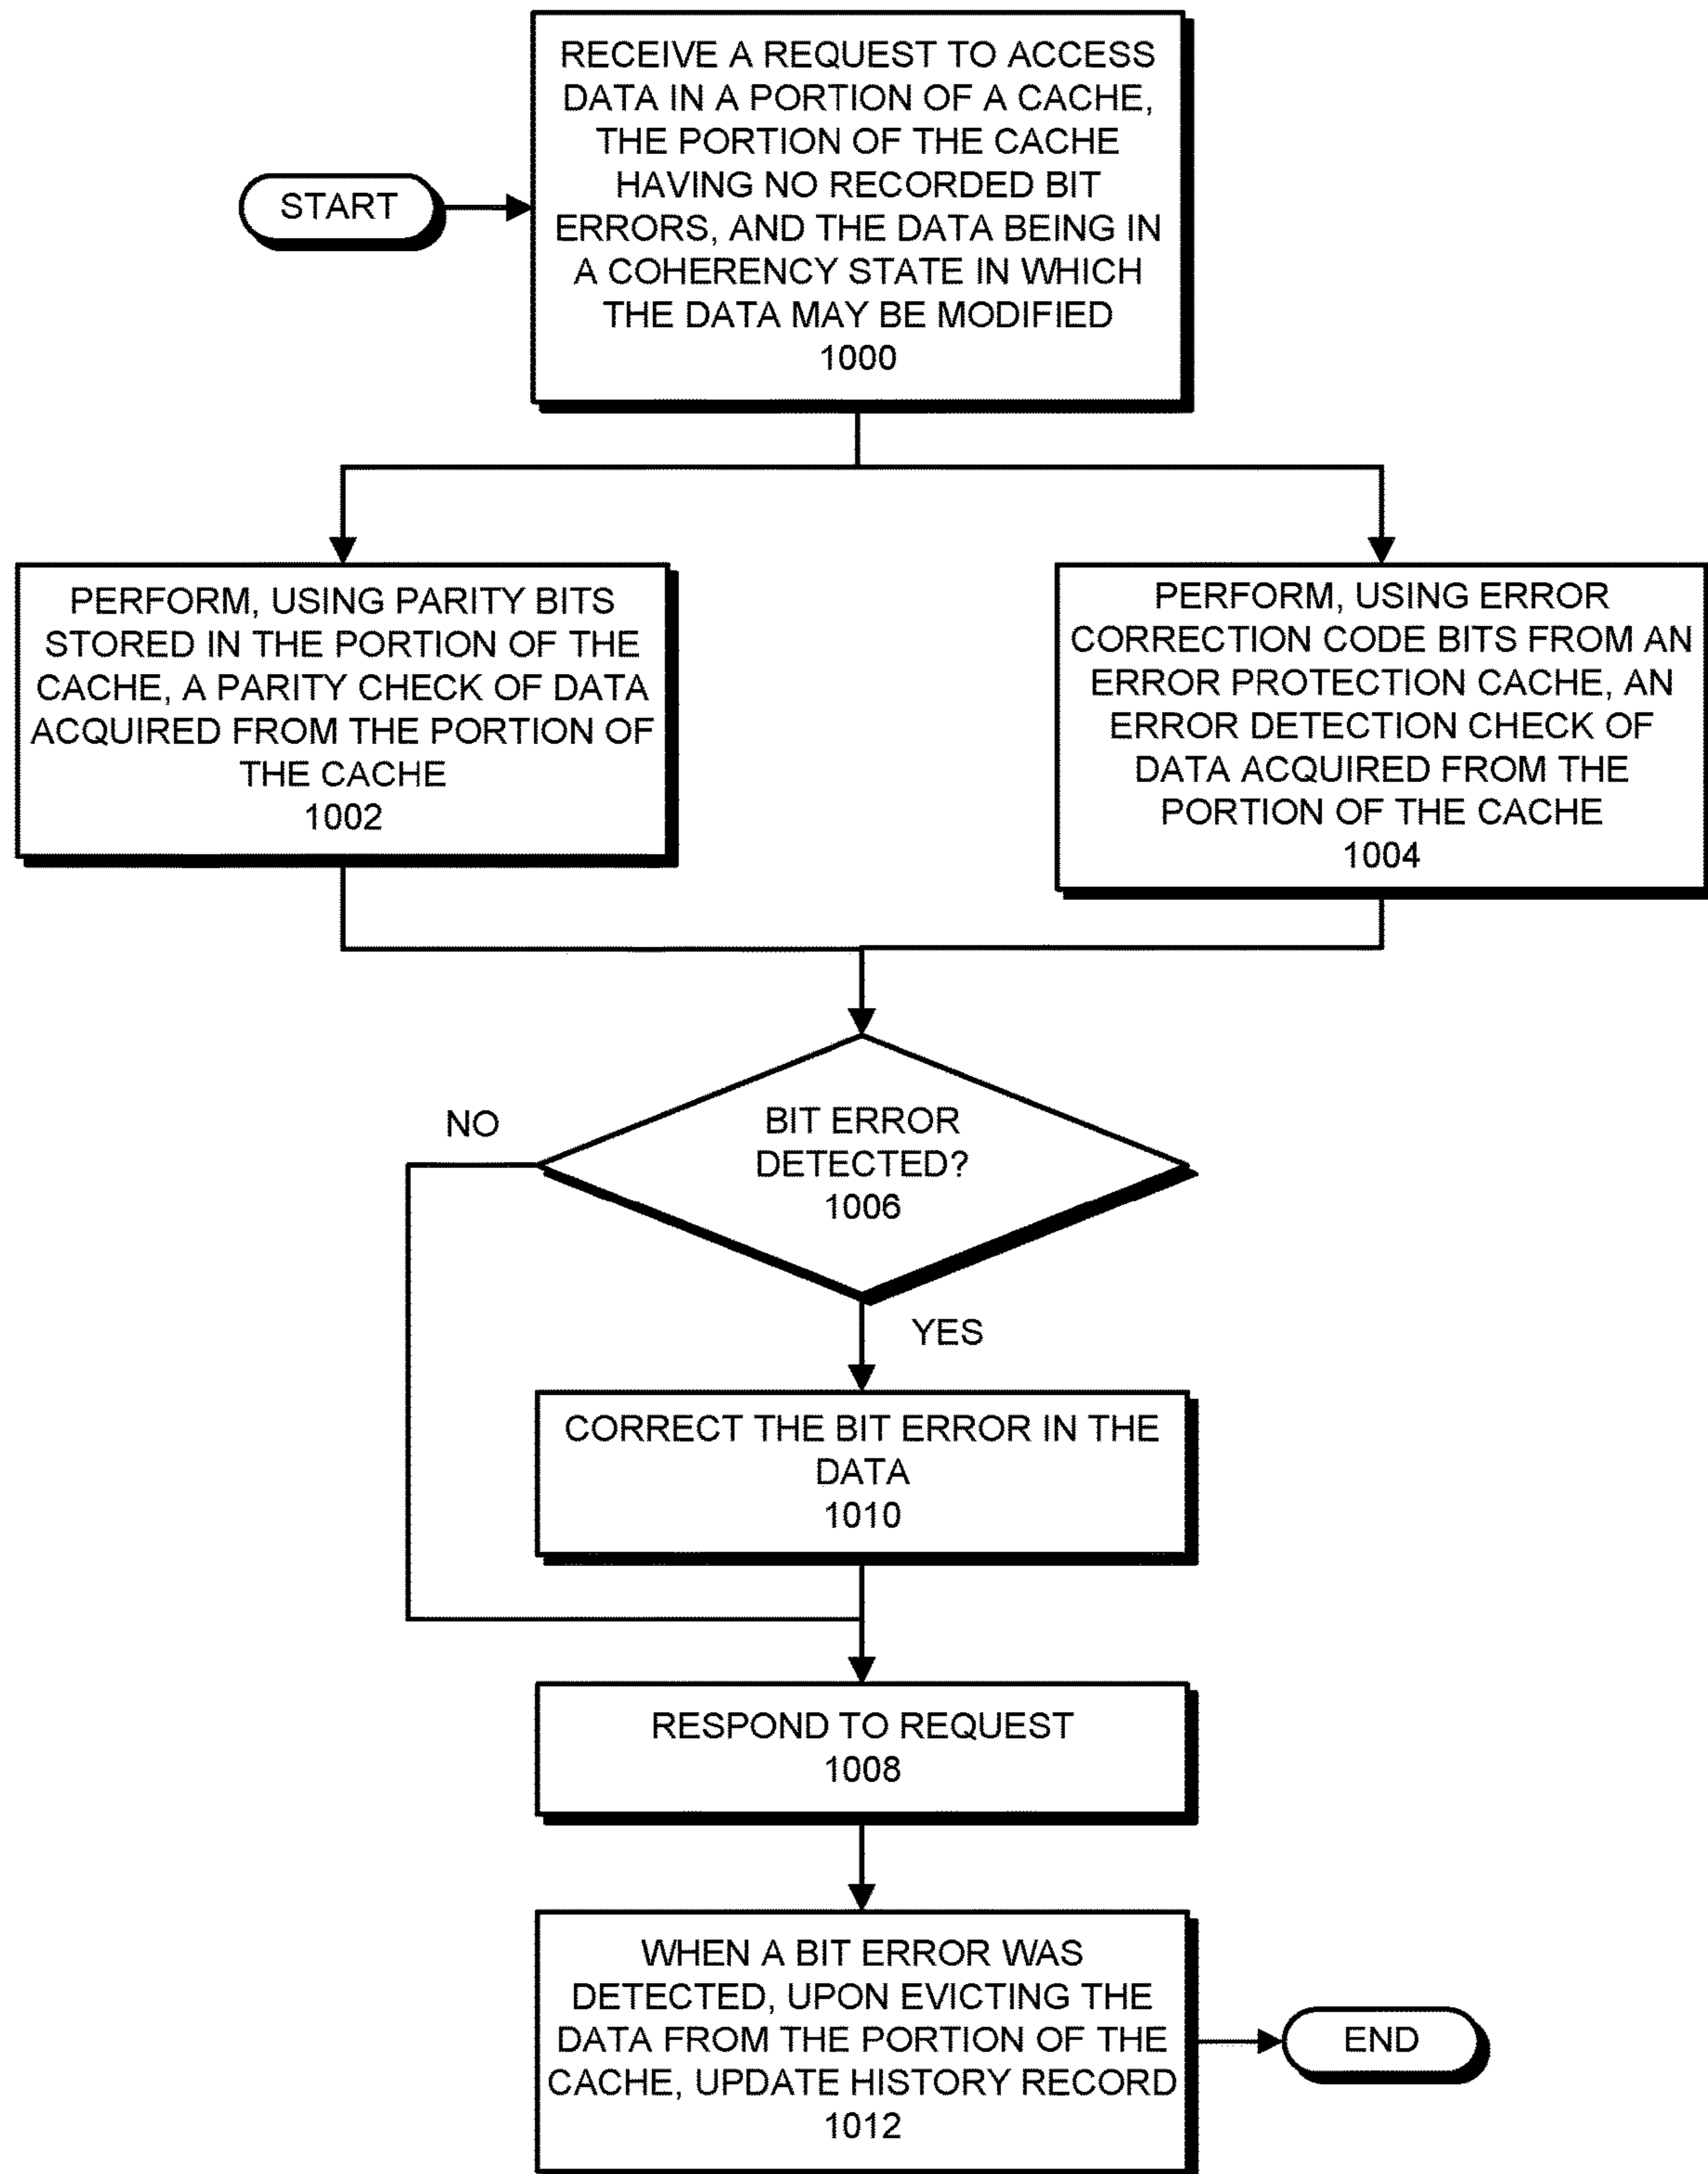 START
RECEIVE A REQUEST TO ACCESS
DATA IN A PORTION OF A CACHE,
THE PORTION OF THE CACHE
HAVING NO RECORDED BIT
ERRORS, AND THE DATA BEING IN
A COHERENCY STATE IN WHICH
THE DATA MAY BE MODIFIED
1000
PERFORM, USING PARITY BITS
STORED IN THE PORTION OF THE
CACHE, A PARITY CHECK OF DATA
ACQUIRED FROM THE PORTION OF
THE CACHE
1002
PERFORM, USING ERROR
CORRECTION CODE BITS FROM AN
ERROR PROTECTION CACHE, AN
ERROR DETECTION CHECK OF
DATA ACQUIRED FROM THE
PORTION OF THE CACHE
1004
NO
BIT ERROR
DETECTED?
1006
YES
CORRECT THE BIT ERROR IN THE
DATA
1010
RESPOND TO REQUEST
1008
WHEN A BIT ERROR WAS
DETECTED, UPON EVICTING THE
DATA FROM THE PORTION OF THE
CACHE, UPDATE HISTORY RECORD
1012
END